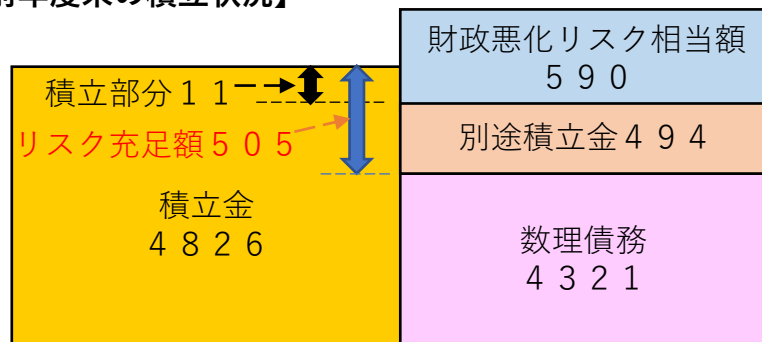 財政悪化リスク相当額
５９０
積立部分１１
リスク充足額５０５
別途積立金４９４
積立金
４８２６
数理債務
４３２１